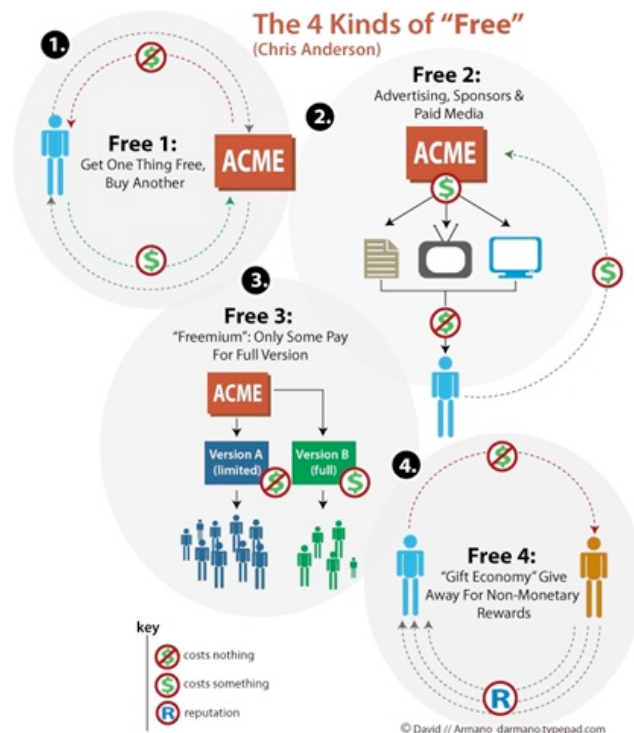 The 4 Kinds of “Free”
(Chris Anderson)
1.
$
Free 1:
Get One Thing Free,
Buy Another
ACME
$
2.
Free 2:
Advertising, Sponsors &
Paid Media
ACME
$
$
$
3.
Free 3:
“Freemium”: Only Some Pay
For Full Version
ACME
Version A
(limited)
$
Version B
(full)
$
4.
$
Free 4:
“Gift Economy” Give
Away For Non-Monetary
Rewards
R
key
$ costs nothing
$ costs something
R reputation
© David // Armano darmano.typepad.com